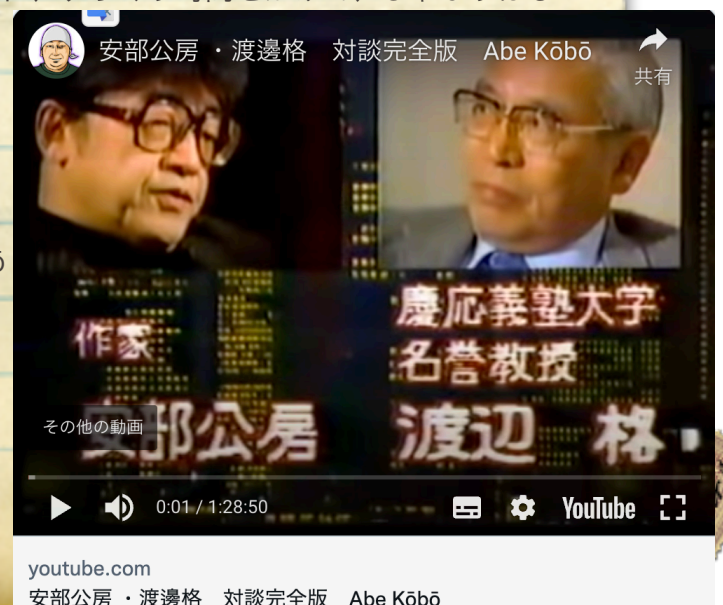 安部公房・渡邊格　対談完全版　Abe Kōbō
共有
作家
安部公房
慶応義塾大学
名誉教授
渡辺　格
その他の動画
0:01 / 1:28:50
YouTube
youtube.com
安部公房・渡邊格　対談完全版　Abe Kōbō